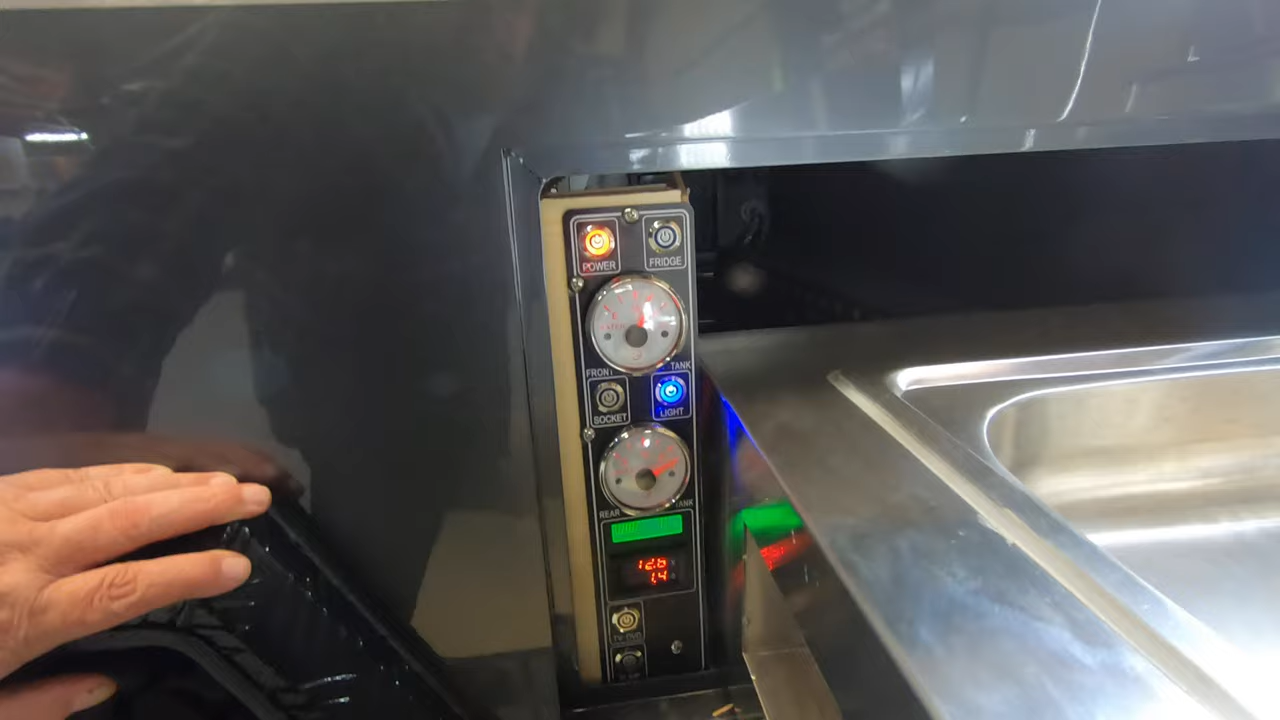 POWER FRIDGE
E
FRONT TANK
SOCKET LIGHT
REAR TANK
12.6
1.4